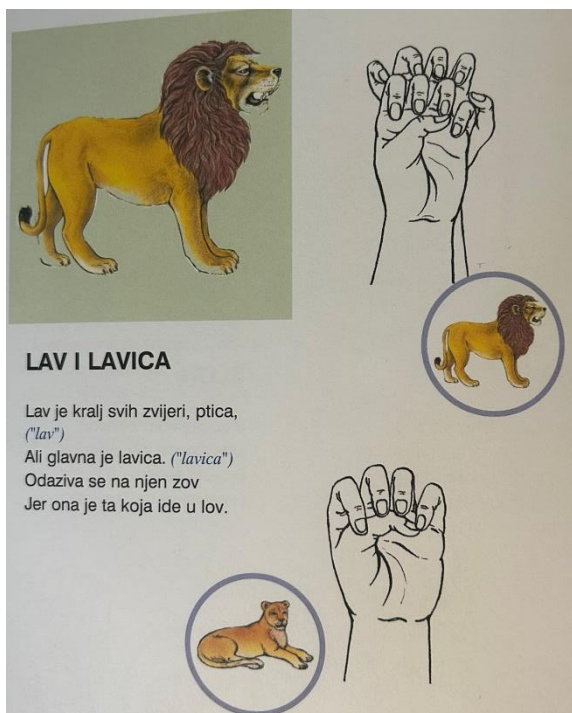 LAV I LAVICA
Lav je kralj svih zvijeri, ptica,
("lav")
Ali glavna je lavica. ("lavica")
Odaziva se na njen zov
Jer ona je ta koja ide u lov.